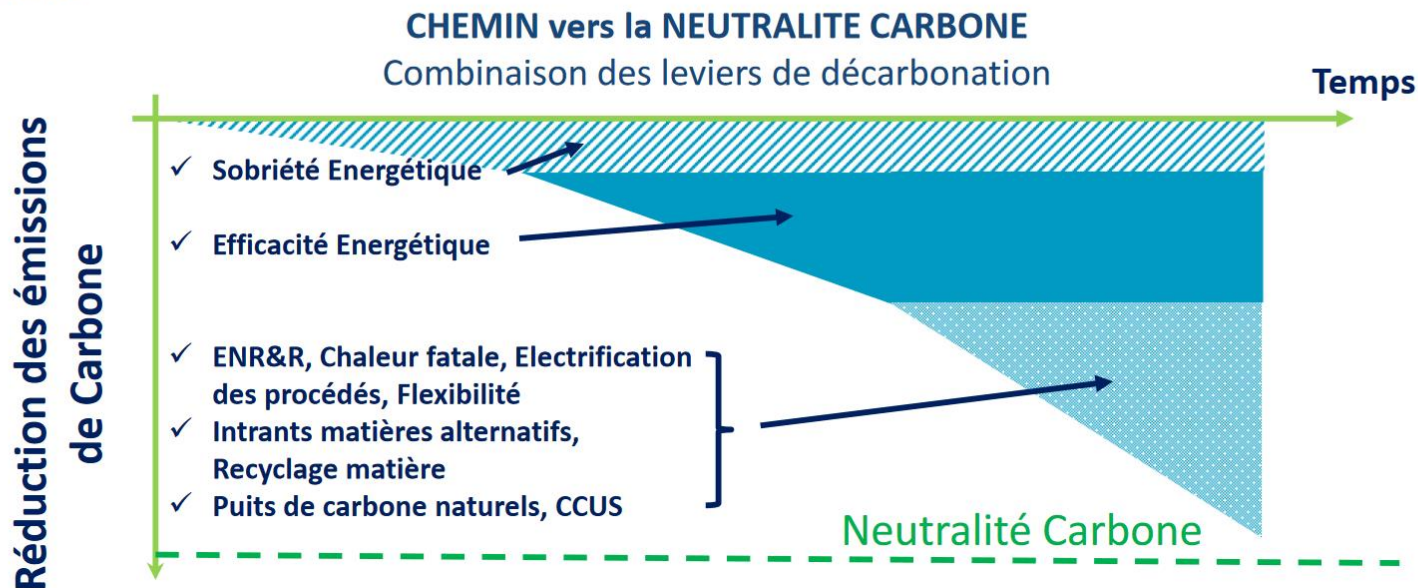 CHEMIN vers la NEUTRALITE CARBONE
Combinaison des leviers de décarbonation
Temps
Réduction des émissions
de Carbone
✓ Sobriété Energétique
✓ Efficacité Energétique
✓ ENR&R, Chaleur fatale, Electrification
des procédés, Flexibilité
✓ Intrants matières alternatifs,
Recyclage matière
✓ Puits de carbone naturels, CCUS
Neutralité Carbone